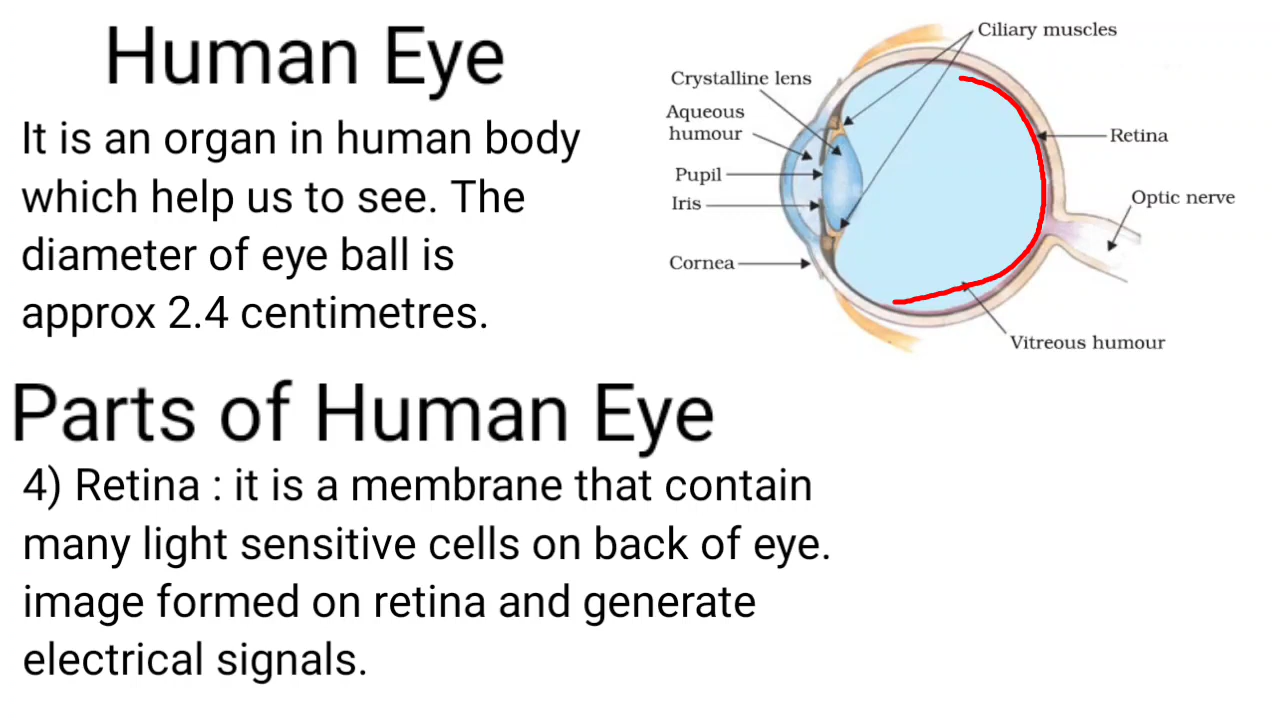 Human Eye
It is an organ in human body
which help us to see. The
diameter of eye ball is
approx 2.4 centimetres.
Ciliary muscles
Crystalline lens
Aqueous
humour
Pupil
Iris
Cornea
Retina
Optic nerve
Vitreous humour
Parts of Human Eye
4) Retina : it is a membrane that contain
many light sensitive cells on back of eye.
image formed on retina and generate
electrical signals.